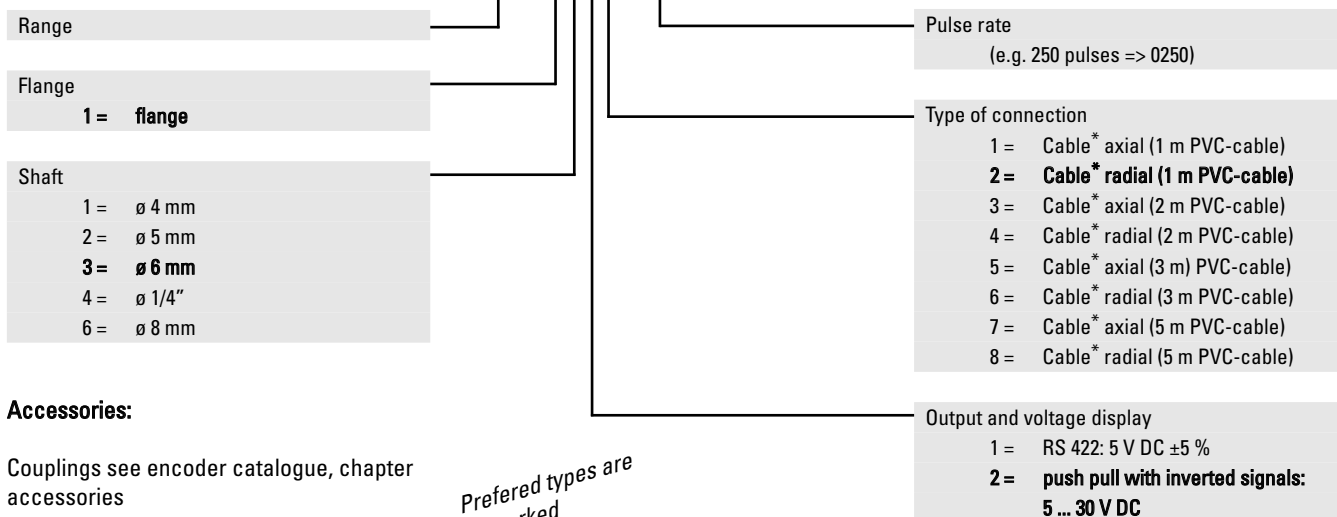 Range
Flange
1 = flange
Shaft
1 = ø 4 mm
2 = ø 5 mm
3 = ø 6 mm
4 = ø 1/4”
6 = ø 8 mm
Accessories:
Couplings see encoder catalogue, chapter
accessories
Prefered types are
Pulse rate
(e.g. 250 pulses => 0250)
Type of connection
1 = Cable* axial (1 m PVC-cable)
2 = Cable* radial (1 m PVC-cable)
3 = Cable* axial (2 m PVC-cable)
4 = Cable* radial (2 m PVC-cable)
5 = Cable* axial (3 m) PVC-cable)
6 = Cable* radial (3 m PVC-cable)
7 = Cable* axial (5 m PVC-cable)
8 = Cable* radial (5 m PVC-cable)
Output and voltage display
1 = RS 422: 5 V DC ±5 %
2 = push pull with inverted signals:
5 ... 30 V DC